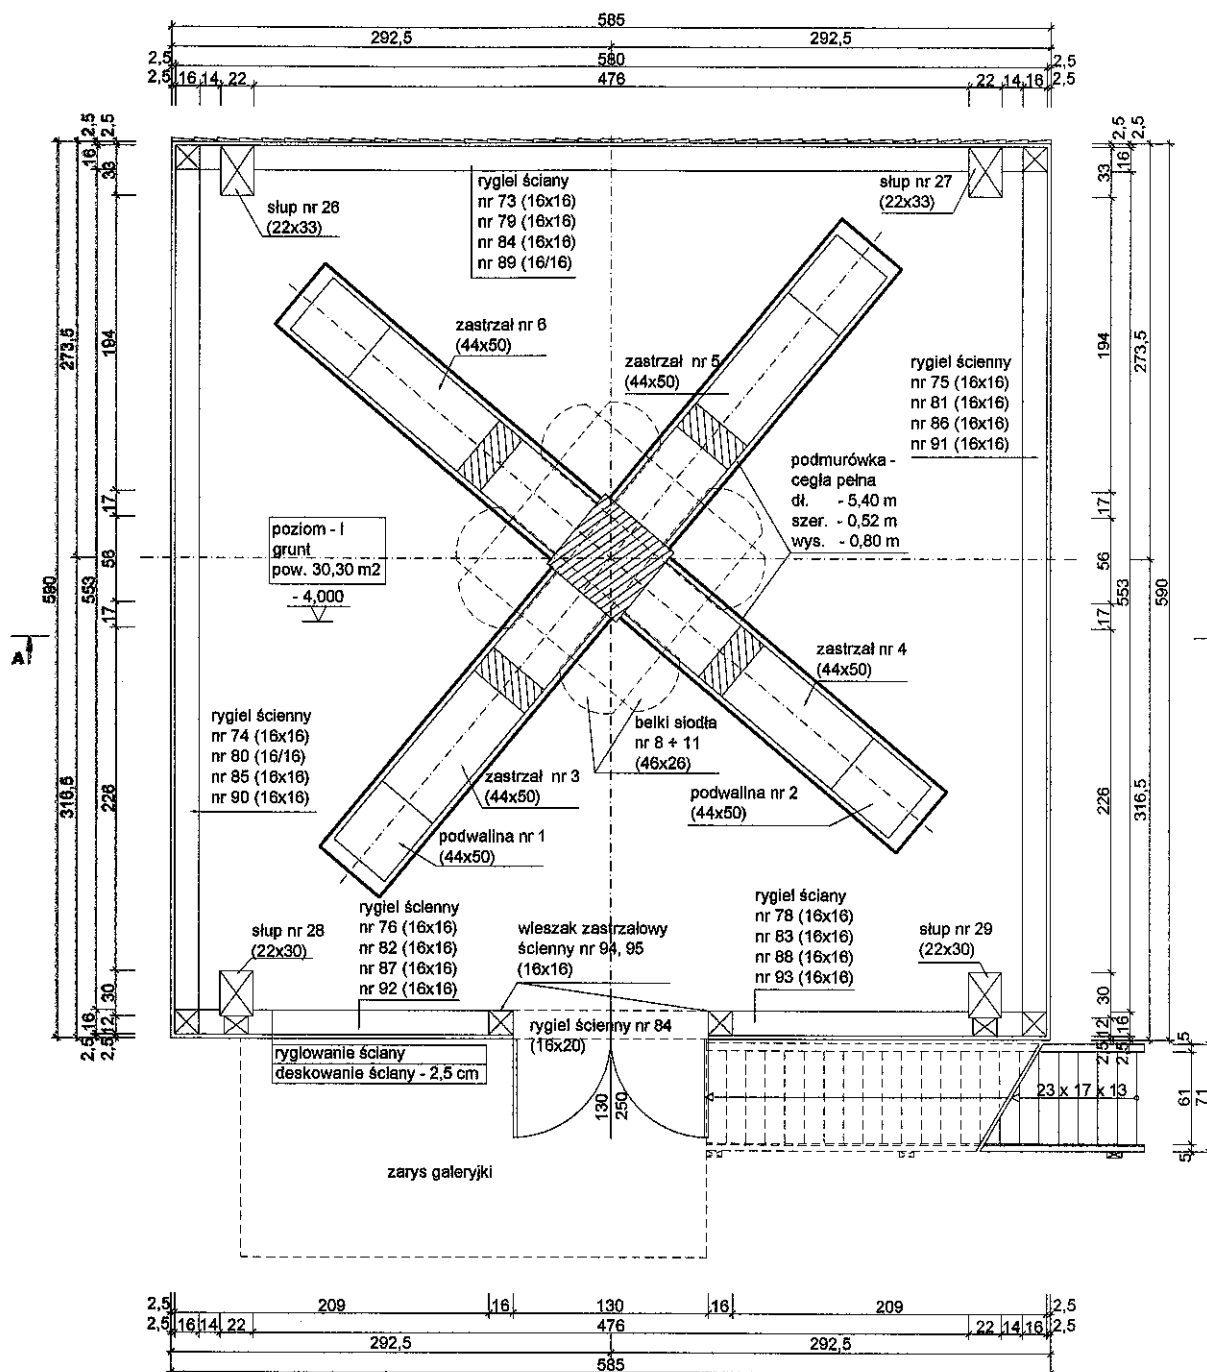 585
292,5 292,5
2,5 580 2,5
2,5 16 14 22 476 22 14 16 2,5
2,5 2,5
16
33
273,5
194
17
56
17
590
553
316,5
226
30
16
12
2,5 2,5
2,5 2,5
16
33
194
273,5
17
56
17
553
590
226
316,5
30
12
16
2,5 2,5
5
61
71
5
rygiel ściany
nr 73 (16x16)
nr 79 (16x16)
nr 84 (16x16)
nr 89 (16/16)
słup nr 26
(22x33)
słup nr 27
(22x33)
zastrzał nr 6
(44x50)
zastrzał nr 5
(44x50)
rygiel ścienny
nr 75 (16x16)
nr 81 (16x16)
nr 86 (16x16)
nr 91 (16x16)
podmurówka -
cegła pełna
dł. - 5,40 m
szer. - 0,52 m
wys. - 0,80 m
poziom - I
grunt
pow. 30,30 m2
- 4,000
A
zastrzał nr 4
(44x50)
rygiel ścienny
nr 74 (16x16)
nr 80 (16/16)
nr 85 (16x16)
nr 90 (16x16)
belki siodła
nr 8 ÷ 11
(46x26)
zastrzał nr 3
(44x50)
podwalina nr 2
(44x50)
podwalina nr 1
(44x50)
rygiel ścienny
nr 76 (16x16)
nr 82 (16x16)
nr 87 (16x16)
nr 92 (16x16)
rygiel ściany
nr 78 (16x16)
nr 83 (16x16)
nr 88 (16x16)
nr 93 (16x16)
słup nr 28
(22x30)
wieszak zastrzałowy
ścienny nr 94, 95
(16x16)
słup nr 29
(22x30)
rygiel ścienny nr 84
(16x20)
ryglowanie ściany
deskowanie ściany - 2,5 cm
130
250
23 x 17 x 13
zarys galeryjki
2,5 209 16 130 16 209 2,5
2,5 16 14 22 476 22 14 16 2,5
292,5 292,5
585